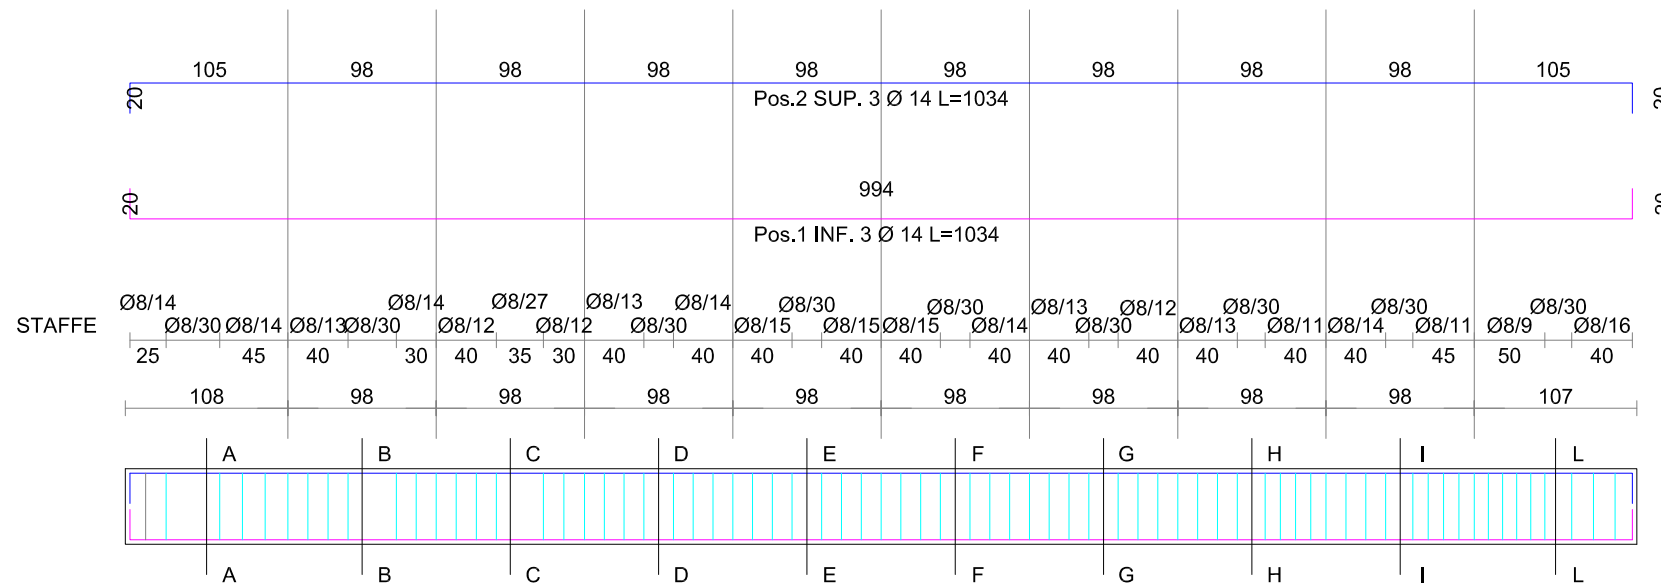 105 98 98 98 98 98 98 98 98 105
20 Pos.2 SUP. 3 Ø 14 L=1034 20
994
20 Pos.1 INF. 3 Ø 14 L=1034 20
Ø8/14 Ø8/14 Ø8/27 Ø8/13 Ø8/14 Ø8/30 Ø8/30 Ø8/13 Ø8/12 Ø8/30 Ø8/30 Ø8/30
STAFFE Ø8/30 Ø8/14 Ø8/13 Ø8/30 Ø8/12 Ø8/12 Ø8/30 Ø8/15 Ø8/15 Ø8/15 Ø8/14 Ø8/30 Ø8/13 Ø8/11 Ø8/14 Ø8/11 Ø8/9 Ø8/16
25 45 40 30 40 35 30 40 40 40 40 40 40 40 40 40 40 40 45 50 40
108 98 98 98 98 98 98 98 98 107
A B C D E F G H I L
A B C D E F G H I L